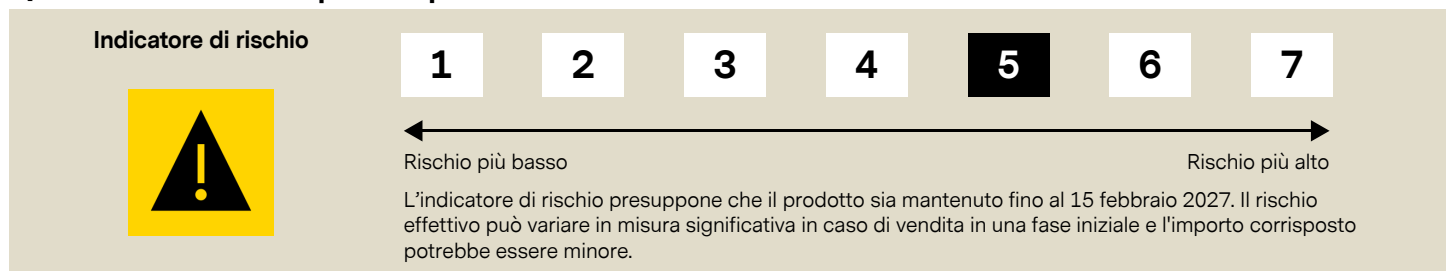 Indicatore di rischio
1 2 3 4 5 6 7
Rischio più basso
Rischio più alto
L'indicatore di rischio presuppone che il prodotto sia mantenuto fino al 15 febbraio 2027. Il rischio
effettivo può variare in misura significativa in caso di vendita in una fase iniziale e l'importo corrisposto
potrebbe essere minore.